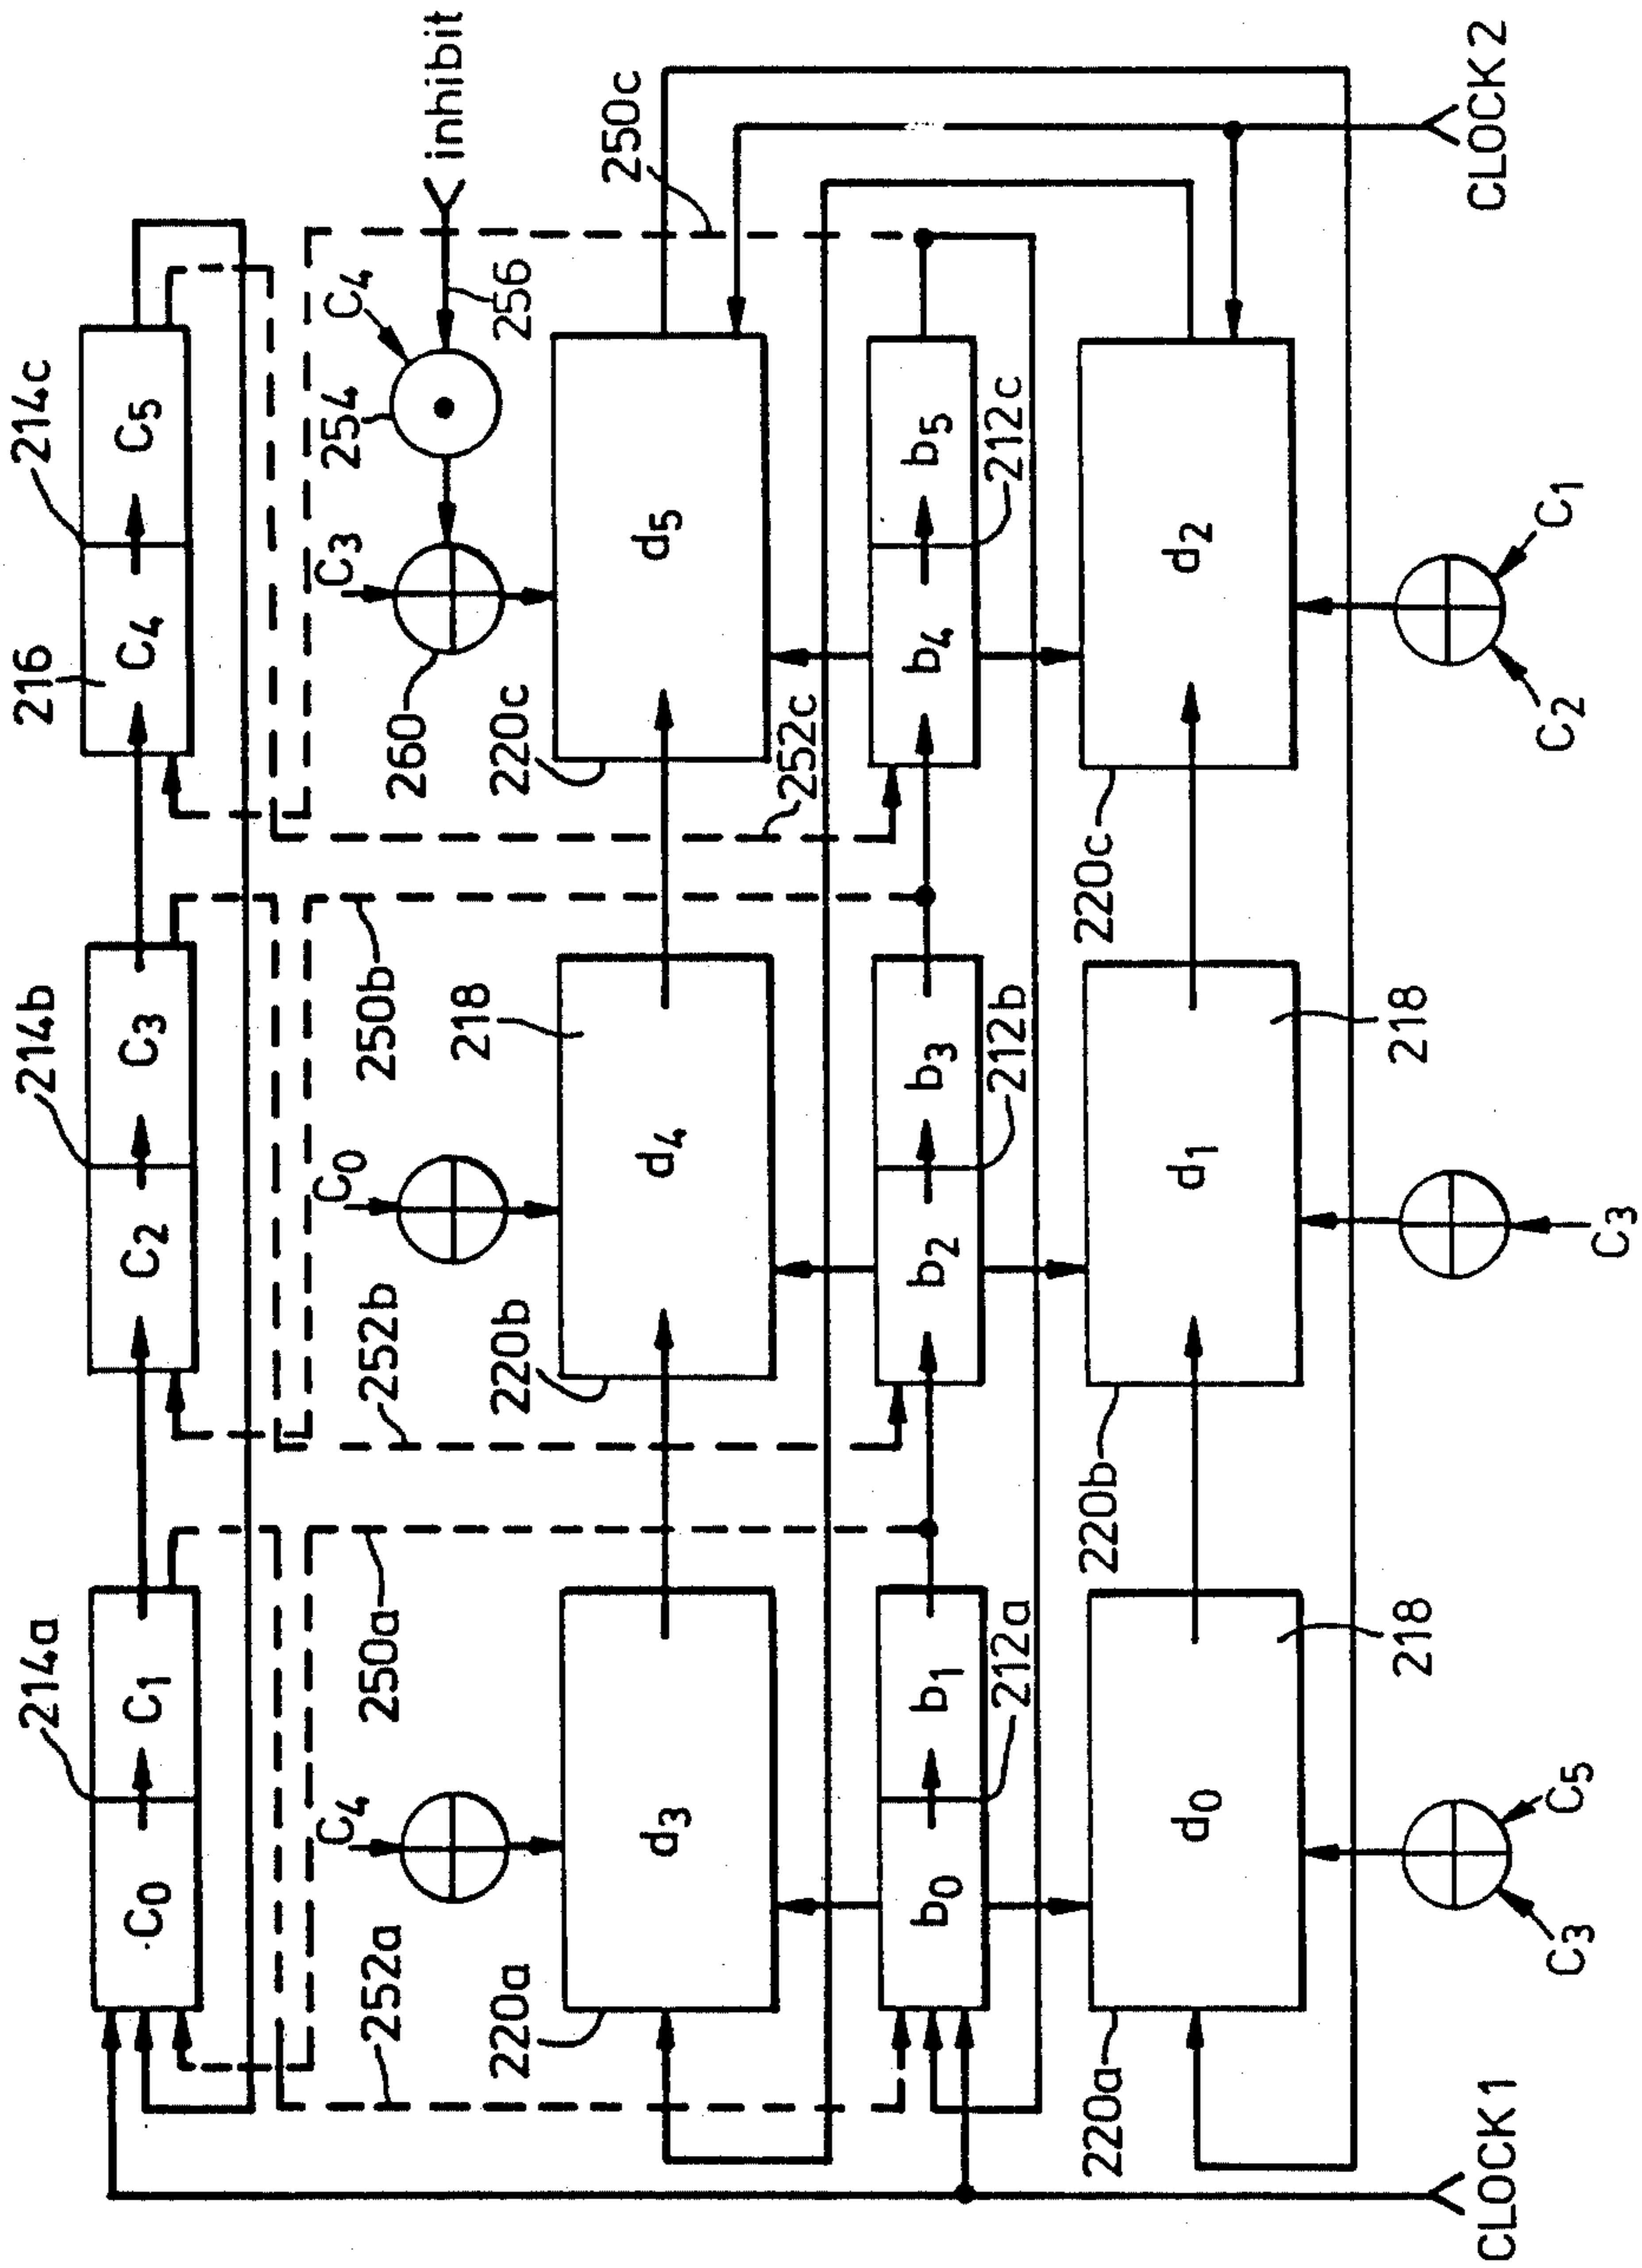 214a
214b
216
214c
C0
C1
C2
C3
C4
C5
inhibit
252a
C4
250a
252b
C0
250b
218
260
C3
254
C4
256
250c
220a
d3
220b
d4
220c
d5
252c
b0
b1
212a
b2
b3
212b
b4
b5
212c
220a
d0
218
220b
d1
218
220c
d2
C3
C5
C3
C2
C1
CLOCK 1
CLOCK 2